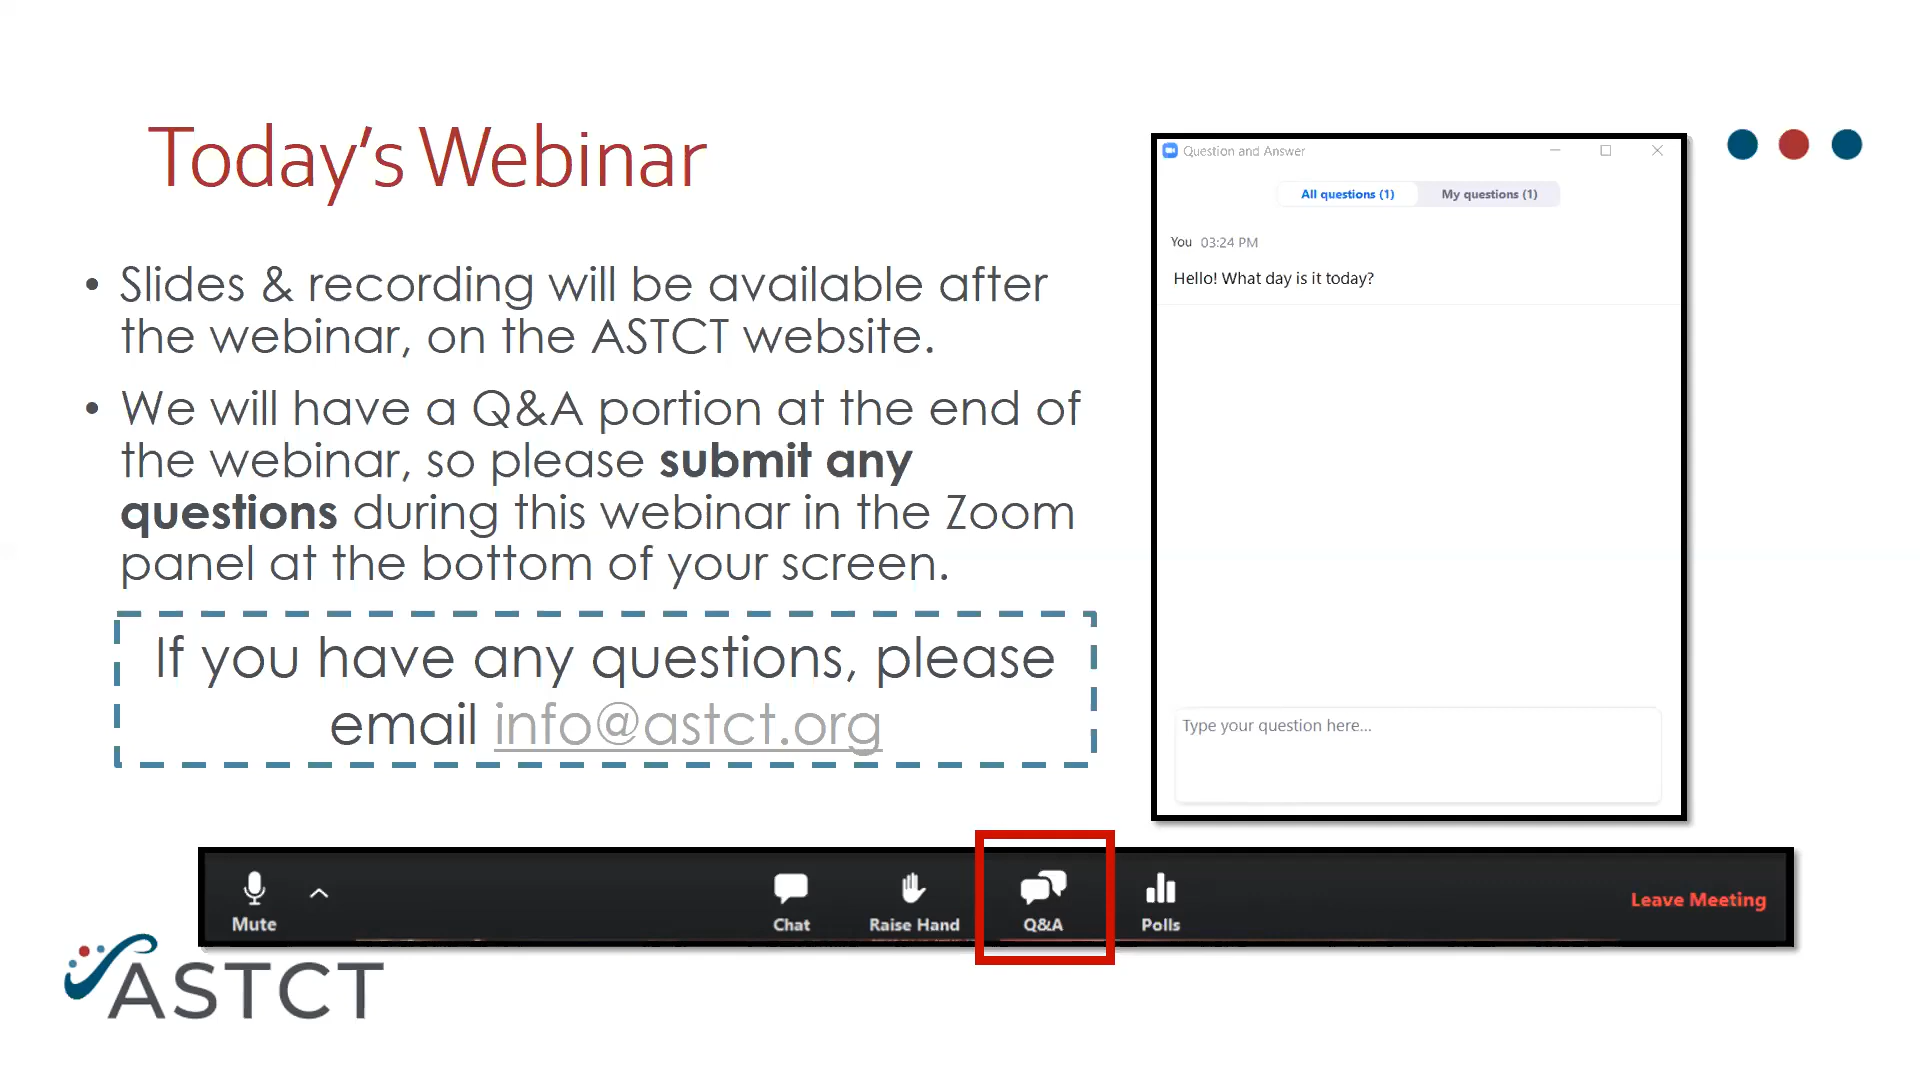 Today's Webinar
• Slides & recording will be available after
the webinar, on the ASTCT website.
• We will have a Q&A portion at the end of
the webinar, so please submit any
questions during this webinar in the Zoom
panel at the bottom of your screen.
If you have any questions, please
email info@astct.org
Question and Answer
All questions (1) My questions (1)
You 03:24 PM
Hello! What day is it today?
Type your question here...
Mute Chat Raise Hand Q&A Polls Leave Meeting
ASTCT